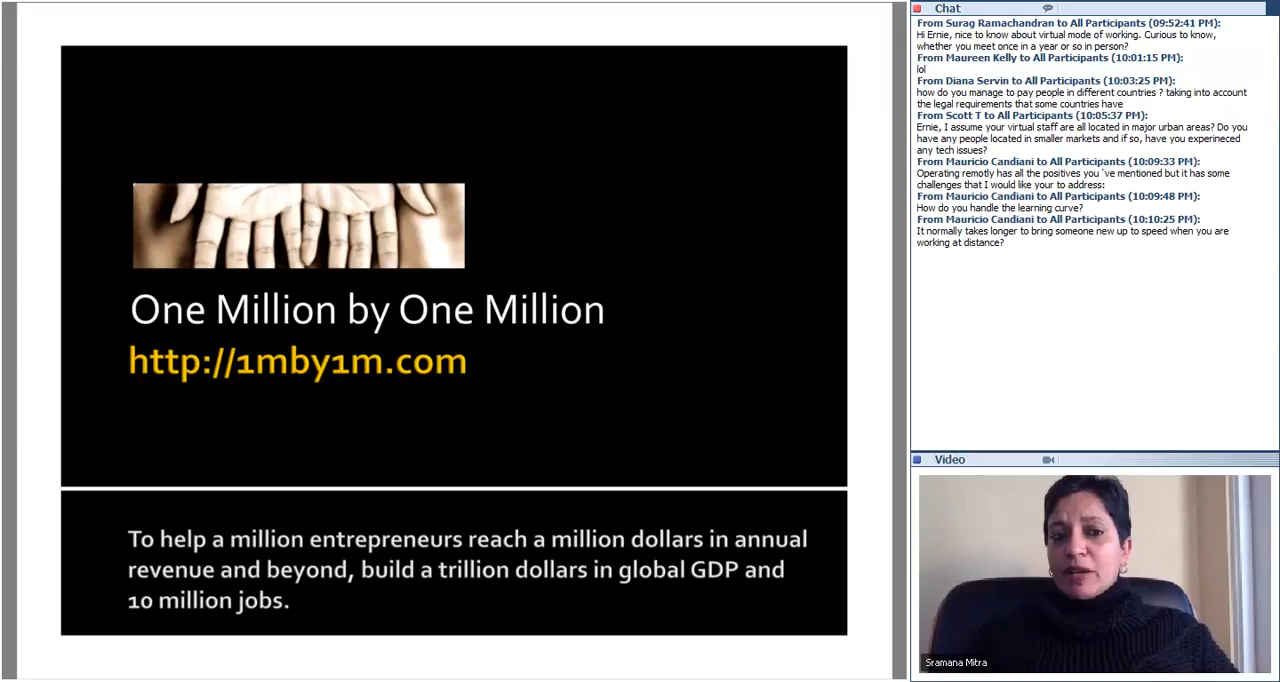 One Million by One Million
http://1mby1m.com
To help a million entrepreneurs reach a million dollars in annual
revenue and beyond, build a trillion dollars in global GDP and
10 million jobs.
Chat
From Surag Ramachandran to All Participants (09:52:41 PM):
Hi Ernie, nice to know about virtual mode of working. Curious to know,
whether you meet once in a year or so in person?
From Maureen Kelly to All Participants (10:01:15 PM):
lol
From Diana Servin to All Participants (10:03:25 PM):
how do you manage to pay people in different countries ? taking into account
the legal requirements that some countries have
From Scott T to All Participants (10:05:37 PM):
Ernie, I assume your virtual staff are all located in major urban areas? Do you
have any people located in smaller markets and if so, have you experineced
any tech issues?
From Mauricio Candiani to All Participants (10:09:33 PM):
Operating remotly has all the positives you´ve mentioned but it has some
challenges that I would like your to address:
From Mauricio Candiani to All Participants (10:09:48 PM):
How do you handle the learning curve?
From Mauricio Candiani to All Participants (10:10:25 PM):
It normally takes longer to bring someone new up to speed when you are
working at distance?
Video
Sramana Mitra